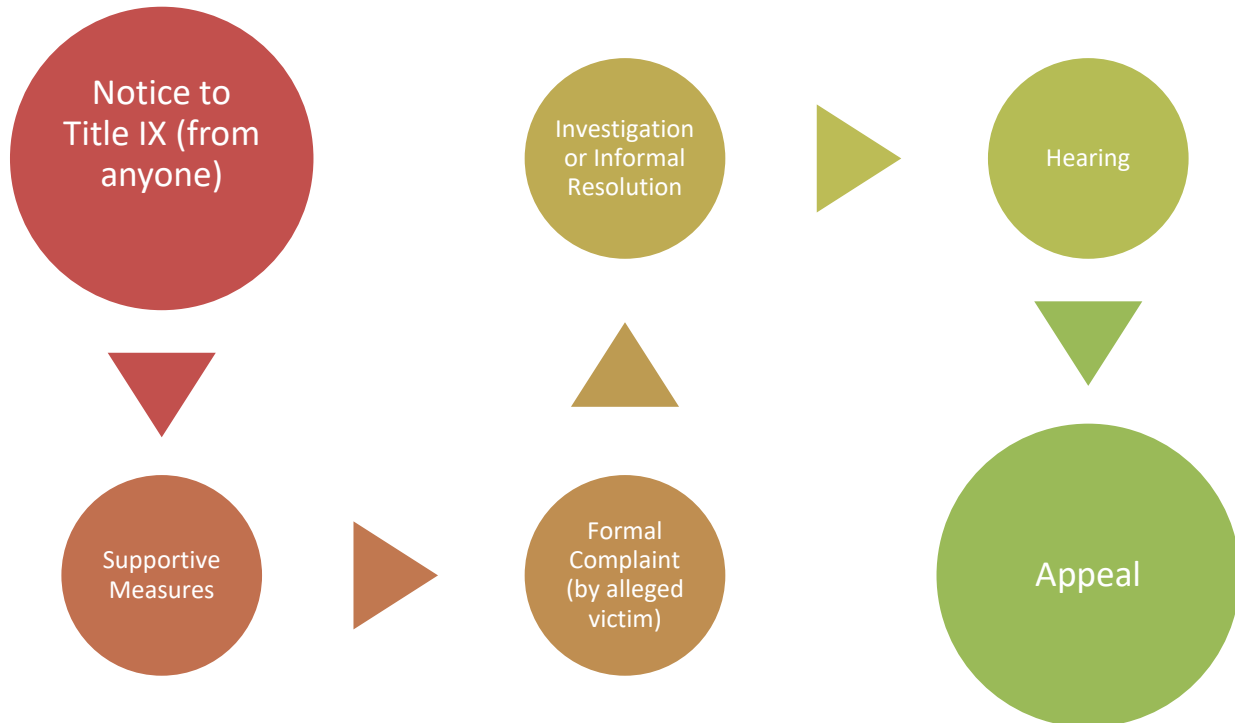 Notice to
Title IX (from
anyone)
Supportive
Measures
Formal
Complaint
(by alleged
victim)
Investigation
or Informal
Resolution
Hearing
Appeal